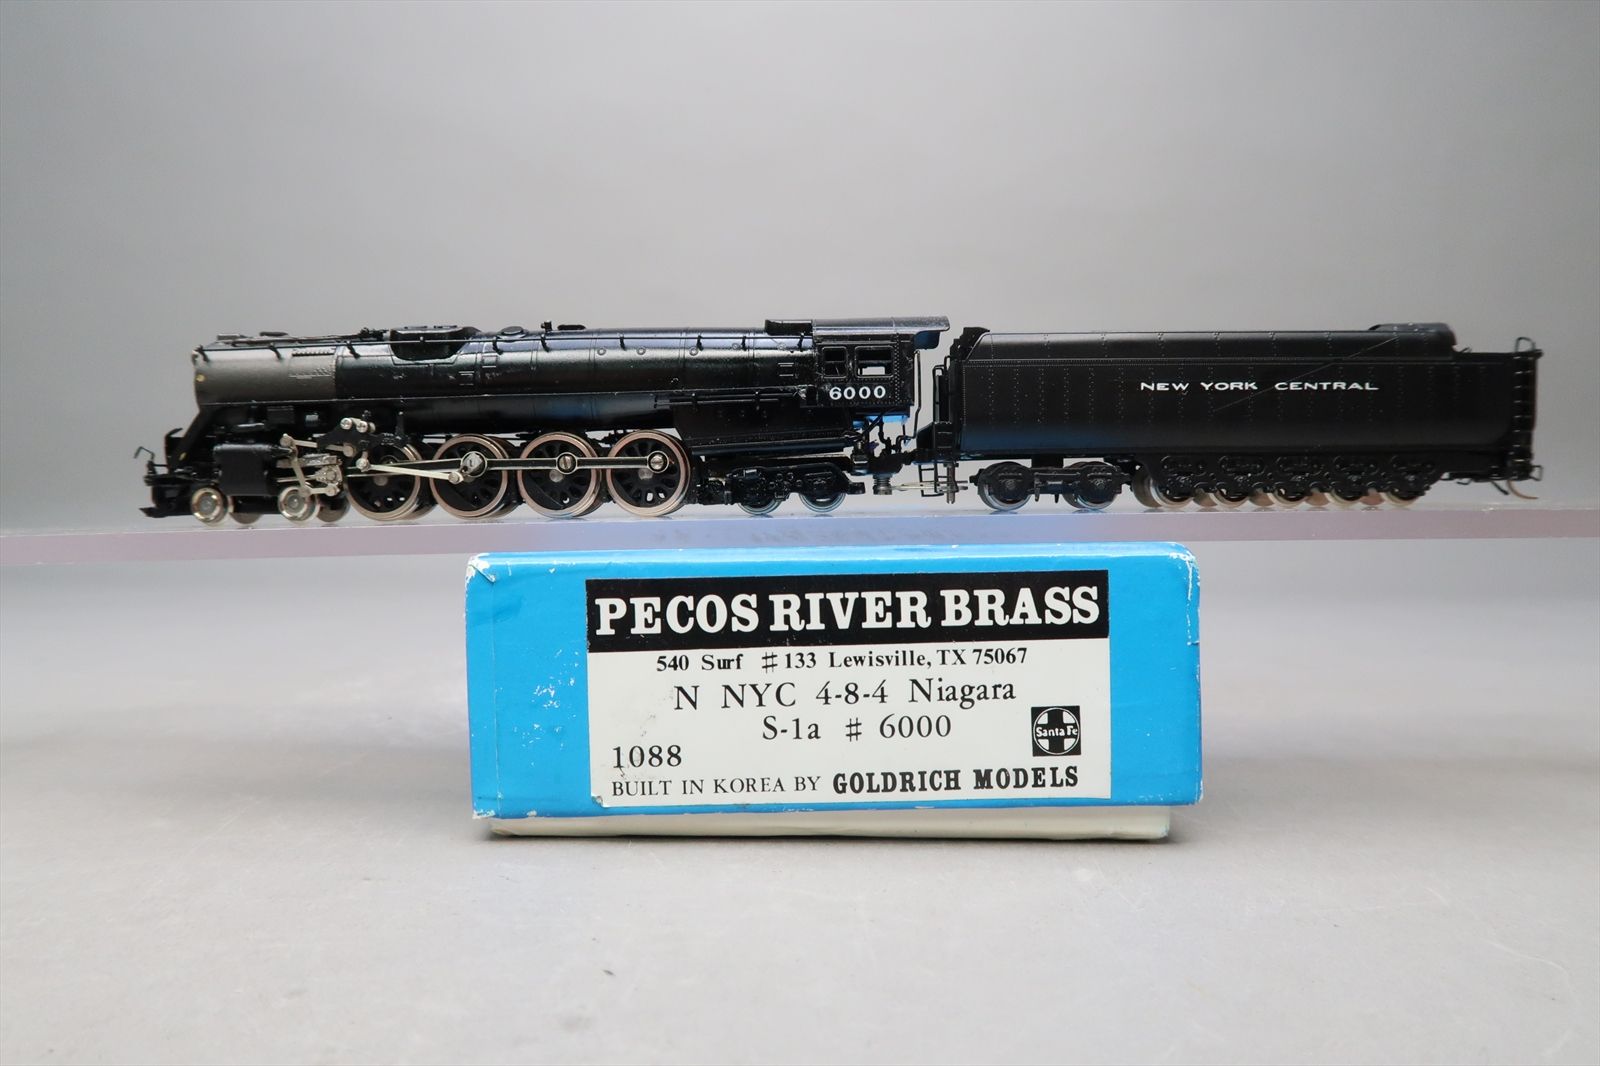 6000
NEW YORK CENTRAL
PECOS RIVER BRASS
540 Surf #133 Lewisville, TX 75067
N NYC 4-8-4 Niagara
S-1a # 6000
Santa Fe
1088
BUILT IN KOREA BY GOLDRICH MODELS